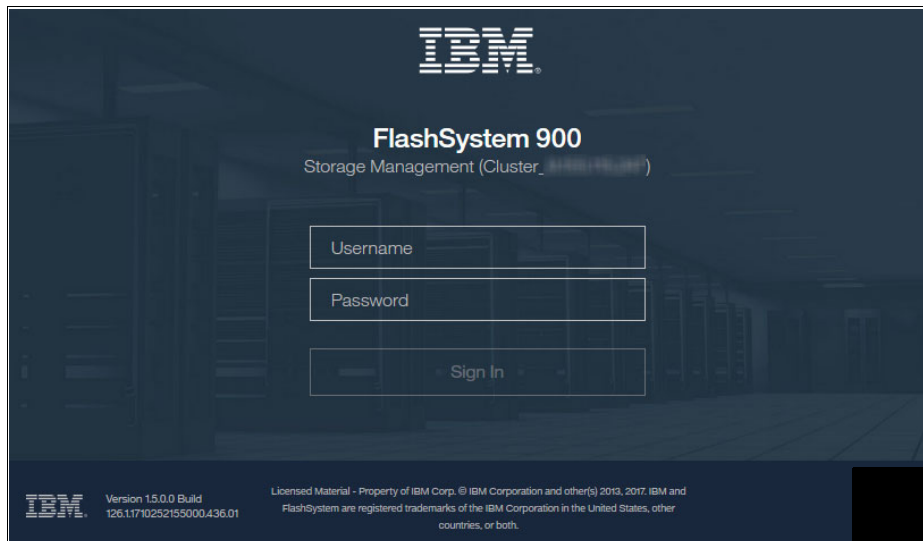 IBM®
FlashSystem 900
Storage Management (Cluster_ )
Username
Password
Sign In
IBM®
Version 1.5.0.0 Build
126.1.1710252155000.436.01
Licensed Material - Property of IBM Corp. © IBM Corporation and other(s) 2013, 2017. IBM and
FlashSystem are registered trademarks of the IBM Corporation in the United States, other
countries, or both.